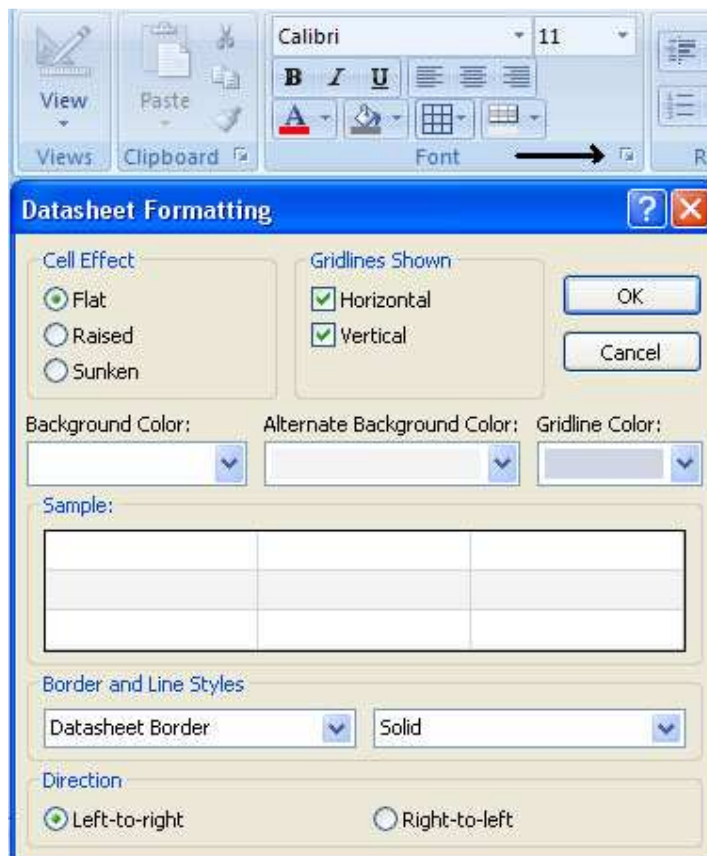 Calibri 11
B I U
View
Paste
A
Views Clipboard Font R
Datasheet Formatting
Cell Effect
Gridlines Shown
Flat
Horizontal
OK
Raised
Vertical
Cancel
Sunken
Background Color: Alternate Background Color: Gridline Color:
Sample:
Border and Line Styles
Datasheet Border Solid
Direction
Left-to-right Right-to-left